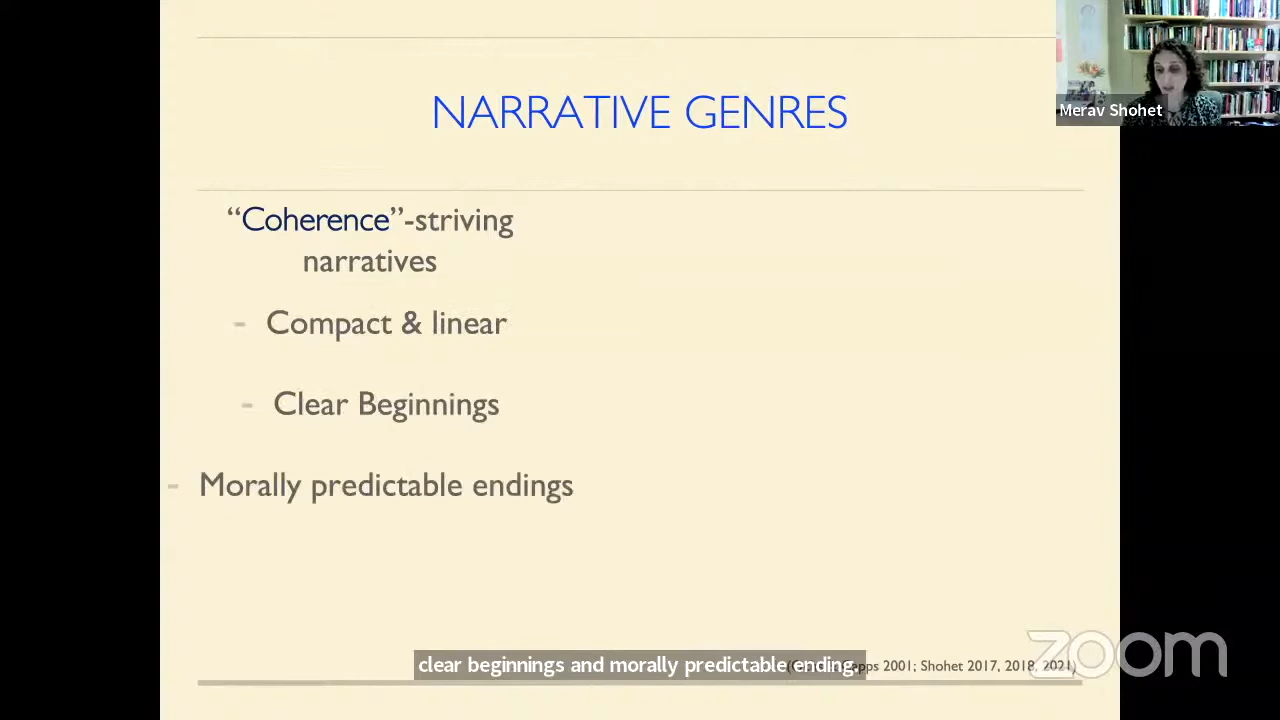 NARRATIVE GENRES
Merav Shohet
“Coherence”-striving
narratives
- Compact & linear
- Clear Beginnings
- Morally predictable endings
clear beginnings and morally predictable ending.
2001; Shohet 2017, 2018, 2021)
zoom